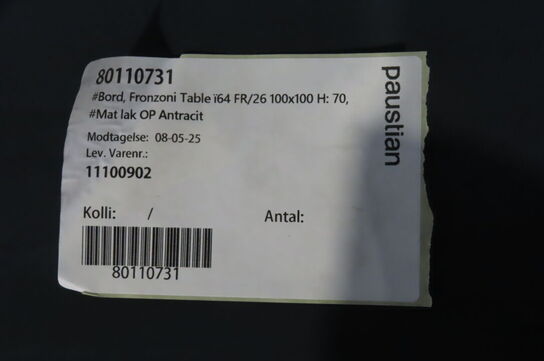 80110731
#Bord, Fronzoni Table ï64 FR/26 100x100 H: 70,
#Mat lak OP Antracit
Modtagelse: 08-05-25
Lev. Varenr.:
11100902
Kolli: /
Antal:
80110731
paustian